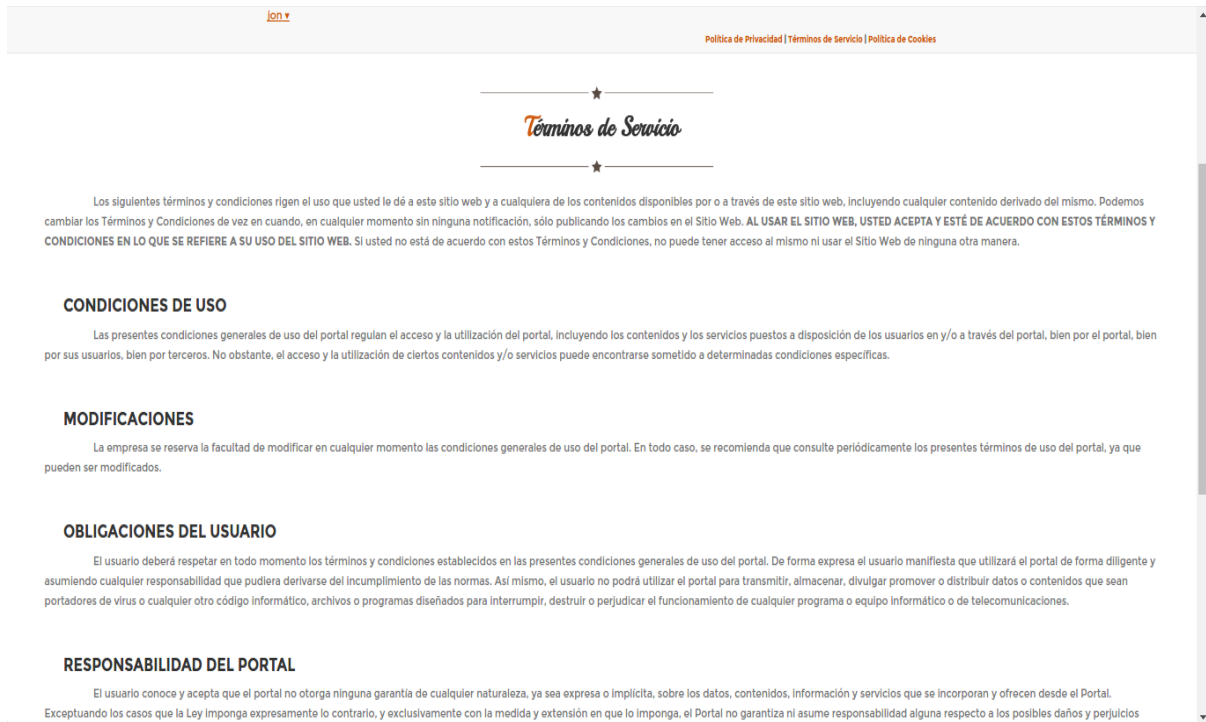 jon ▾
Política de Privacidad | Términos de Servicio | Política de Cookies
Términos de Servicio
Los siguientes términos y condiciones rigen el uso que usted le dé a este sitio web y a cualquiera de los contenidos disponibles por o a través de este sitio web, incluyendo cualquier contenido derivado del mismo. Podemos
cambiar los Términos y Condiciones de vez en cuando, en cualquier momento sin ninguna notificación, sólo publicando los cambios en el Sitio Web. AL USAR EL SITIO WEB, USTED ACEPTA Y ESTÉ DE ACUERDO CON ESTOS TÉRMINOS Y
CONDICIONES EN LO QUE SE REFIERE A SU USO DEL SITIO WEB. Si usted no está de acuerdo con estos Términos y Condiciones, no puede tener acceso al mismo ni usar el Sitio Web de ninguna otra manera.
CONDICIONES DE USO
Las presentes condiciones generales de uso del portal regulan el acceso y la utilización del portal, incluyendo los contenidos y los servicios puestos a disposición de los usuarios en y/o a través del portal, bien por el portal, bien
por sus usuarios, bien por terceros. No obstante, el acceso y la utilización de ciertos contenidos y/o servicios puede encontrarse sometido a determinadas condiciones específicas.
MODIFICACIONES
La empresa se reserva la facultad de modificar en cualquier momento las condiciones generales de uso del portal. En todo caso, se recomienda que consulte periódicamente los presentes términos de uso del portal, ya que
pueden ser modificados.
OBLIGACIONES DEL USUARIO
El usuario deberá respetar en todo momento los términos y condiciones establecidos en las presentes condiciones generales de uso del portal. De forma expresa el usuario manifiesta que utilizará el portal de forma diligente y
asumiendo cualquier responsabilidad que pudiera derivarse del incumplimiento de las normas. Así mismo, el usuario no podrá utilizar el portal para transmitir, almacenar, divulgar promover o distribuir datos o contenidos que sean
portadores de virus o cualquier otro código informático, archivos o programas diseñados para interrumpir, destruir o perjudicar el funcionamiento de cualquier programa o equipo informático o de telecomunicaciones.
RESPONSABILIDAD DEL PORTAL
El usuario conoce y acepta que el portal no otorga ninguna garantía de cualquier naturaleza, ya sea expresa o implícita, sobre los datos, contenidos, información y servicios que se incorporan y ofrecen desde el Portal.
Exceptuando los casos que la Ley imponga expresamente lo contrario, y exclusivamente con la medida y extensión en que lo imponga, el Portal no garantiza ni asume responsabilidad alguna respecto a los posibles daños y perjuicios